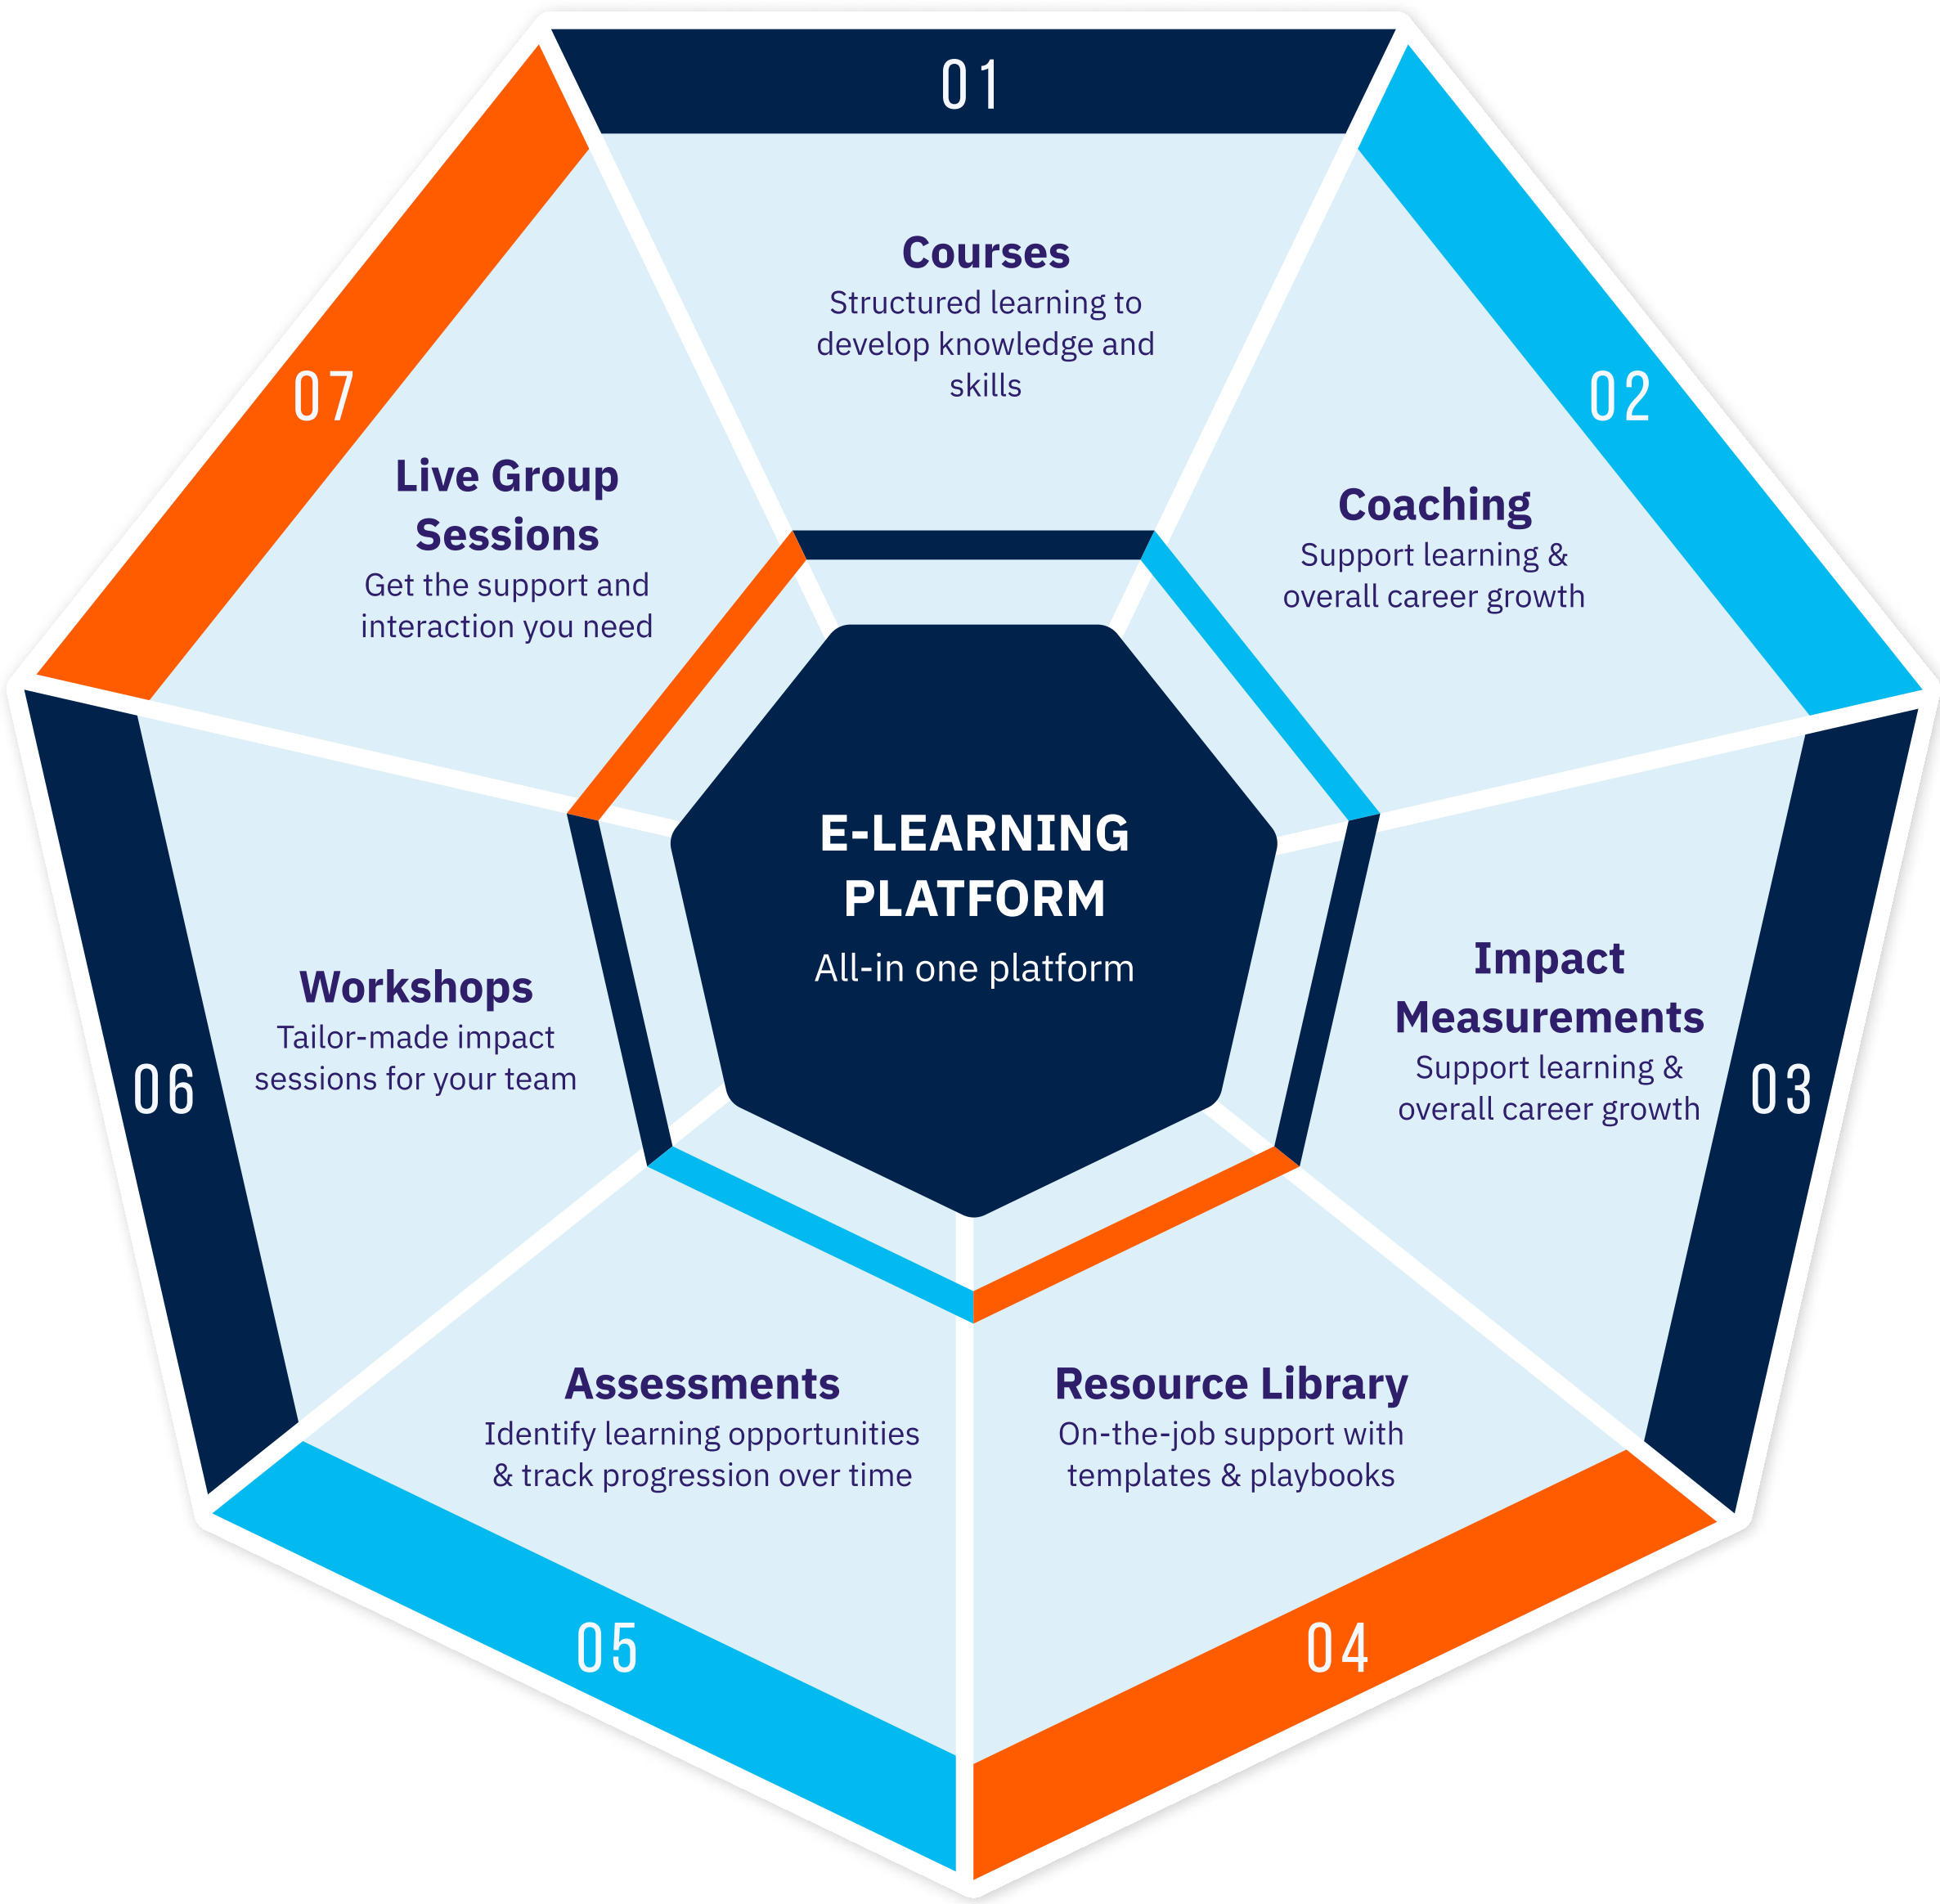 01
Courses
Structured learning to
develop knowledge and
skills
02
Coaching
Support learning &
overall career growth
03
Impact
Measurements
Support learning &
overall career growth
04
Resource Library
On-the-job support with
templates & playbooks
05
Assessments
Identify learning opportunities
& track progression over time
06
Workshops
Tailor-made impact
sessions for your team
07
Live Group
Sessions
Get the support and
interaction you need
E-LEARNING
PLATFORM
All-in one platform